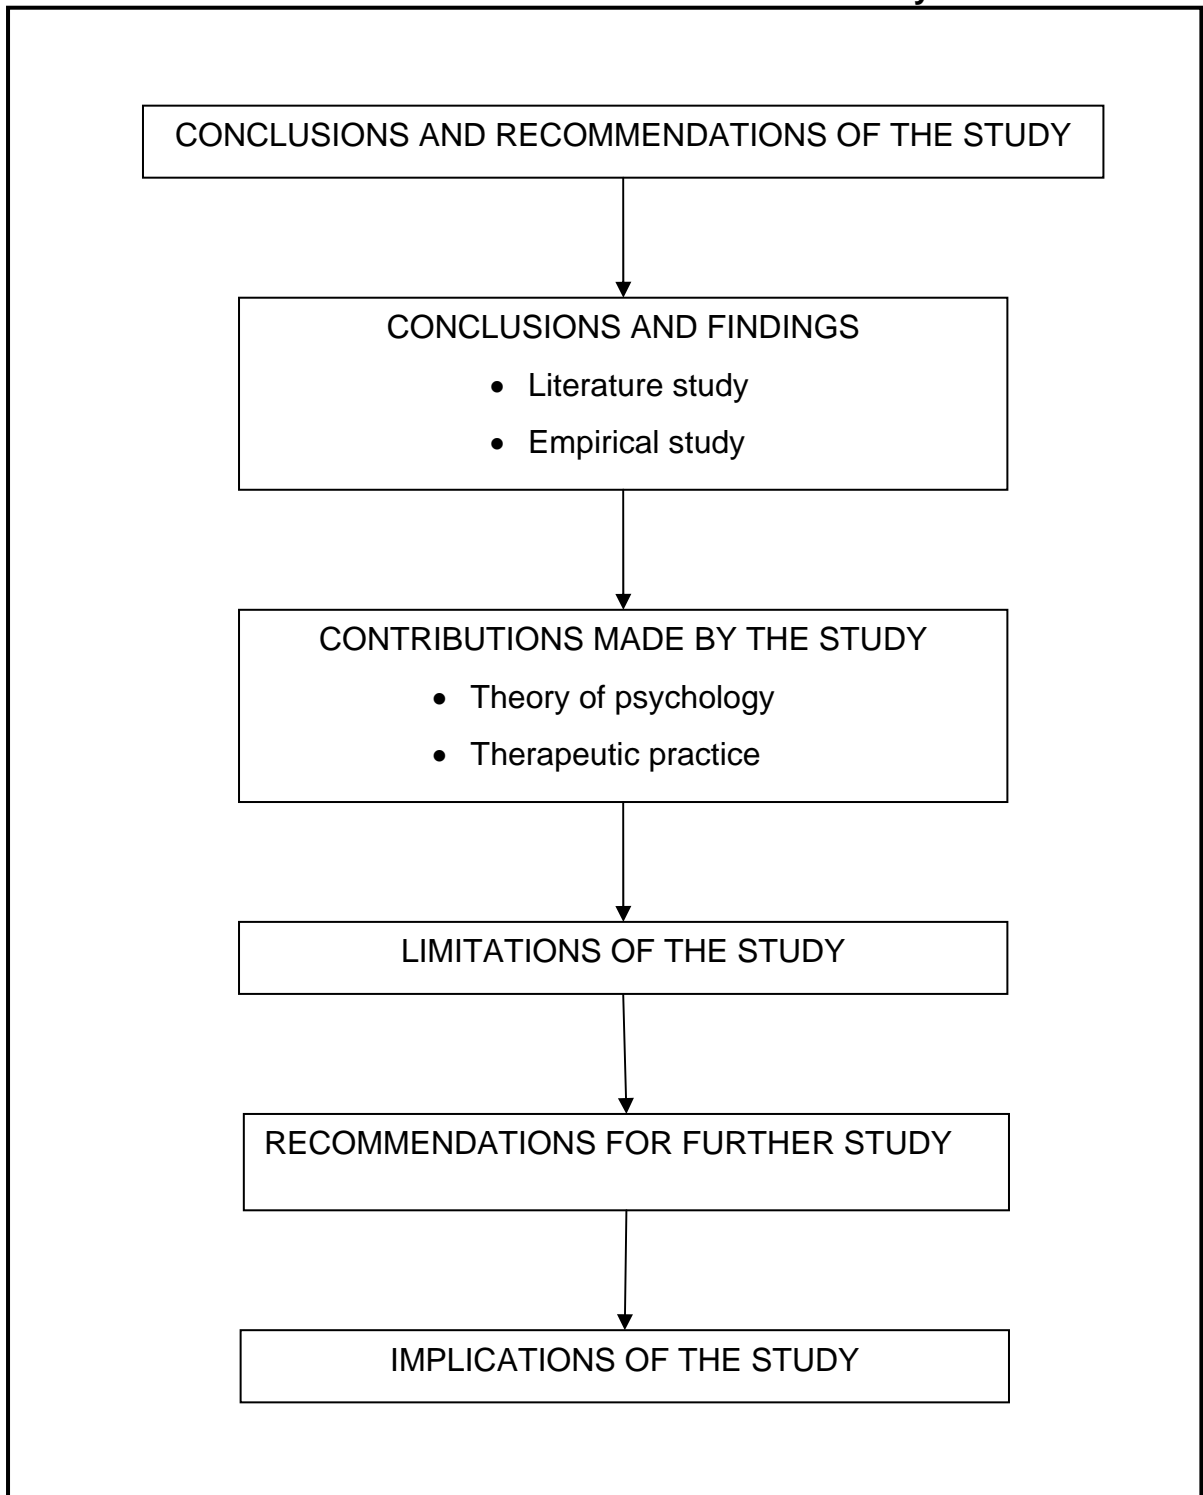 CONCLUSIONS AND RECOMMENDATIONS OF THE STUDY
CONCLUSIONS AND FINDINGS
• Literature study
• Empirical study
CONTRIBUTIONS MADE BY THE STUDY
• Theory of psychology
• Therapeutic practice
LIMITATIONS OF THE STUDY
RECOMMENDATIONS FOR FURTHER STUDY
IMPLICATIONS OF THE STUDY